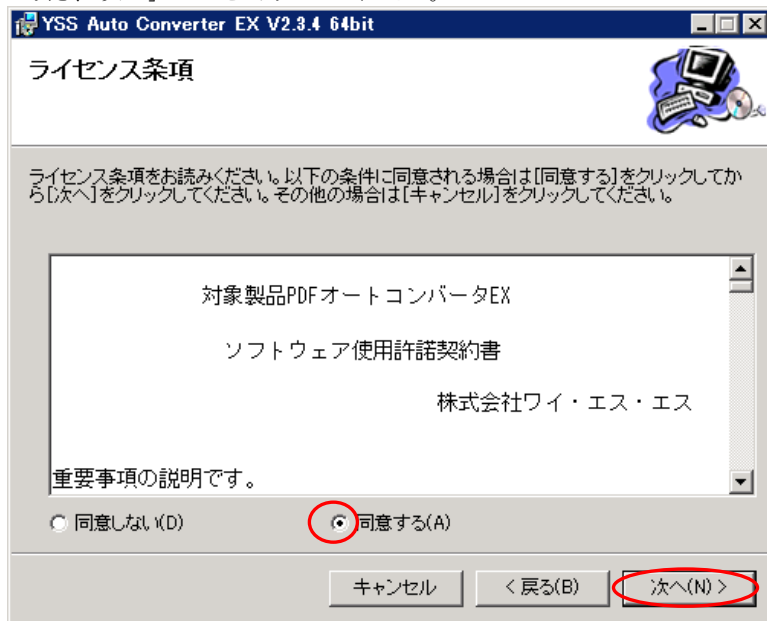 YSS Auto Converter EX V2.3.4 64bit
ライセンス条項
ライセンス条項をお読みください。以下の条件に同意される場合は[同意する]をクリックしてか
ら[次へ]をクリックしてください。その他の場合は[キャンセル]をクリックしてください。
対象製品PDFオートコンバータEX
ソフトウェア使用許諾契約書
株式会社ワイ・エス・エス
重要事項の説明です。
同意しない(D) 同意する(A)
キャンセル < 戻る(B) 次へ(N) >